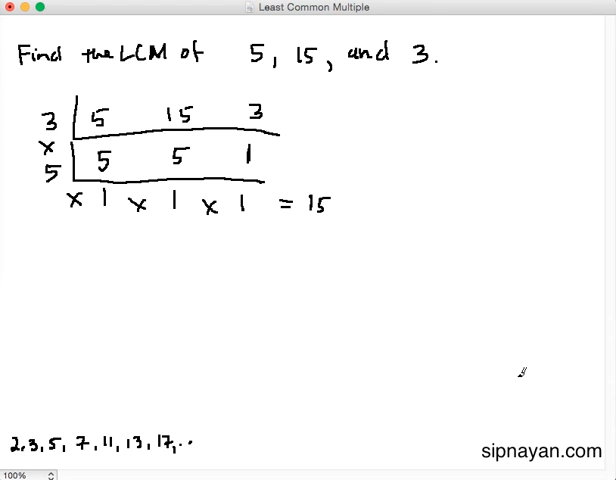 Least Common Multiple
Find the LCM of 5, 15, and 3.
3 5 15 3
x
5 5 5 1
x 1 x 1 x 1 = 15
2, 3, 5, 7, 11, 13, 17, ..
sipnayan.com
100%